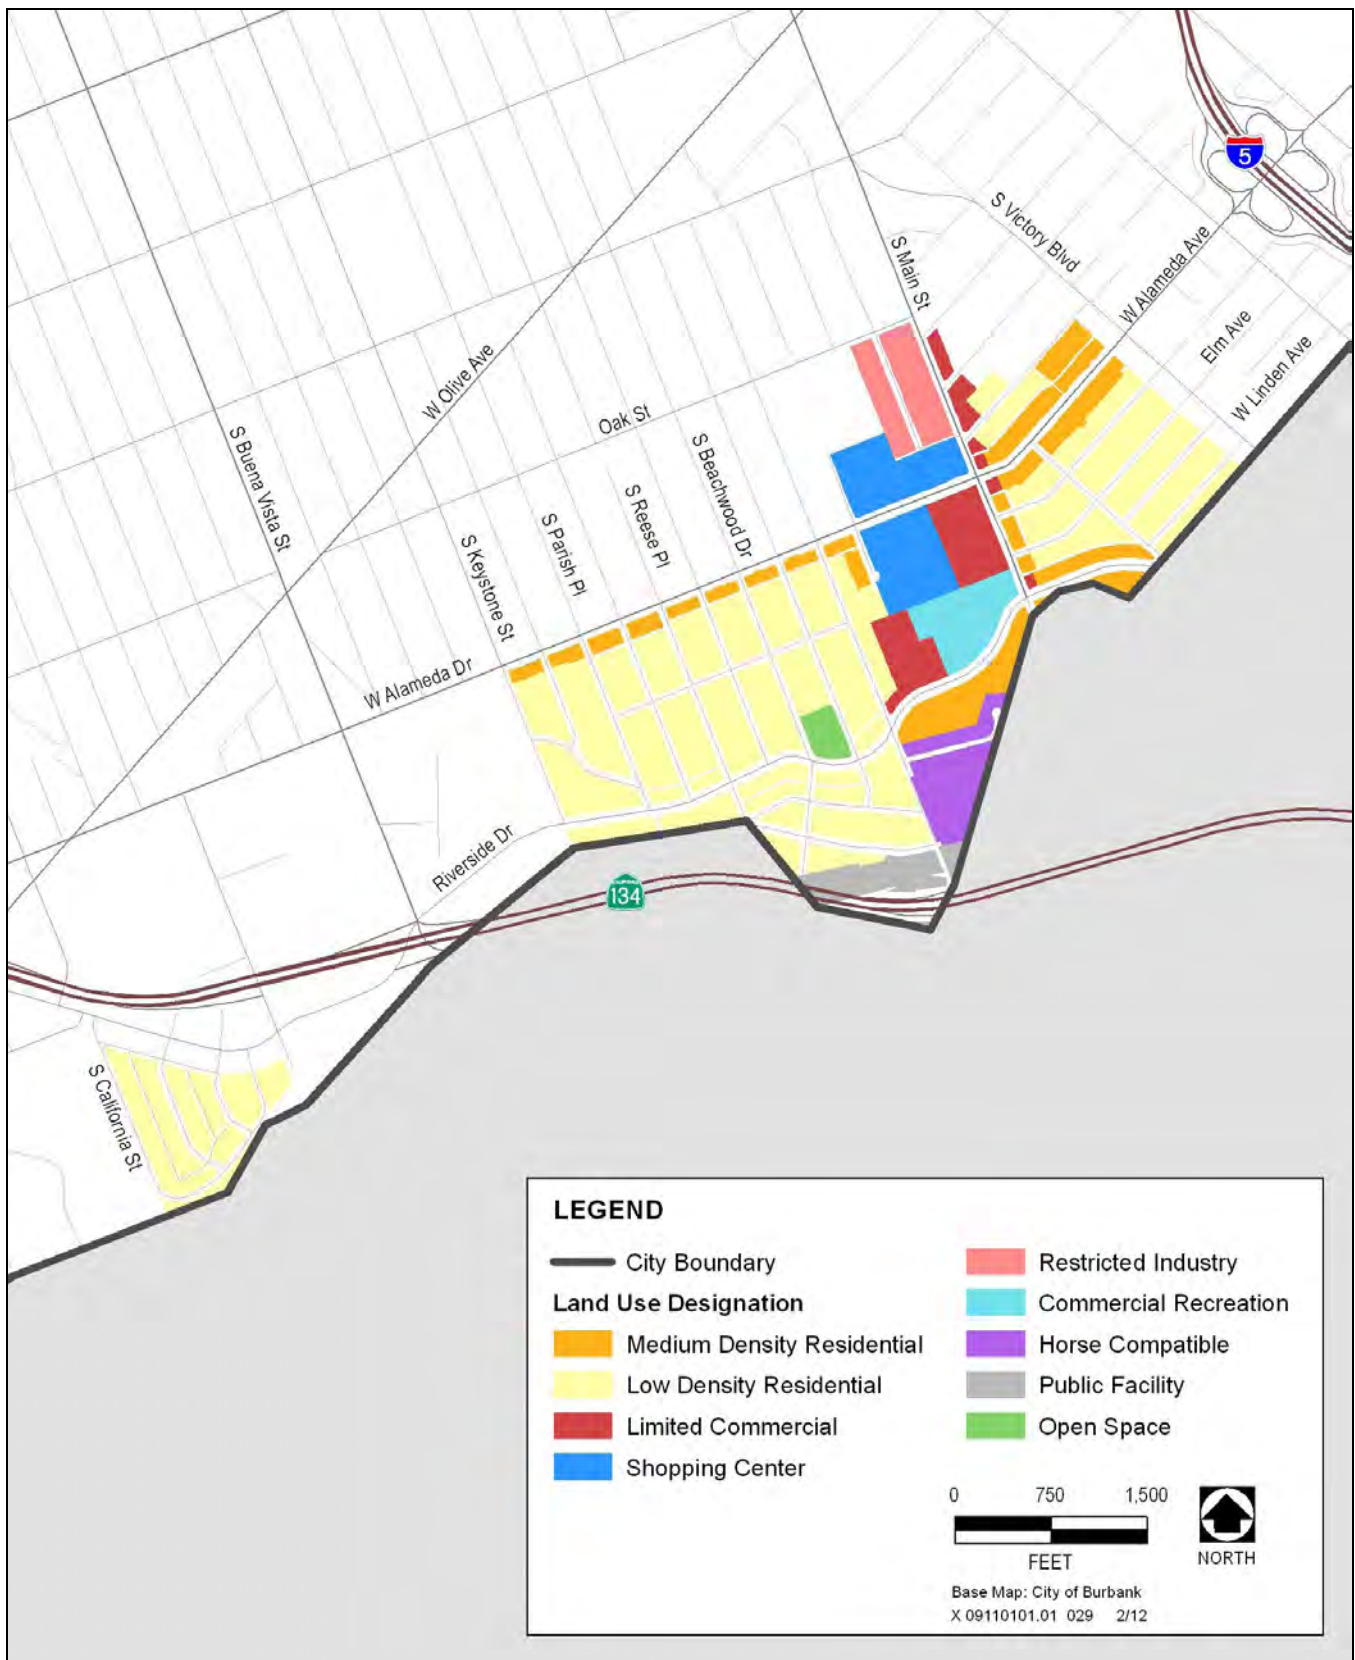 5
S Victory Blvd
S Main St
W Alameda Ave
Elm Ave
W Linden Ave
W Olive Ave
Oak St
S Buena Vista St
S Beachwood Dr
S Reese Pl
S Parish Pl
S Keystone St
W Alameda Dr
Riverside Dr
134
S California St
LEGEND
City Boundary
Land Use Designation
Medium Density Residential
Low Density Residential
Limited Commercial
Shopping Center
Restricted Industry
Commercial Recreation
Horse Compatible
Public Facility
Open Space
0 750 1,500
FEET
NORTH
Base Map: City of Burbank
X 09110101.01 029 2/12